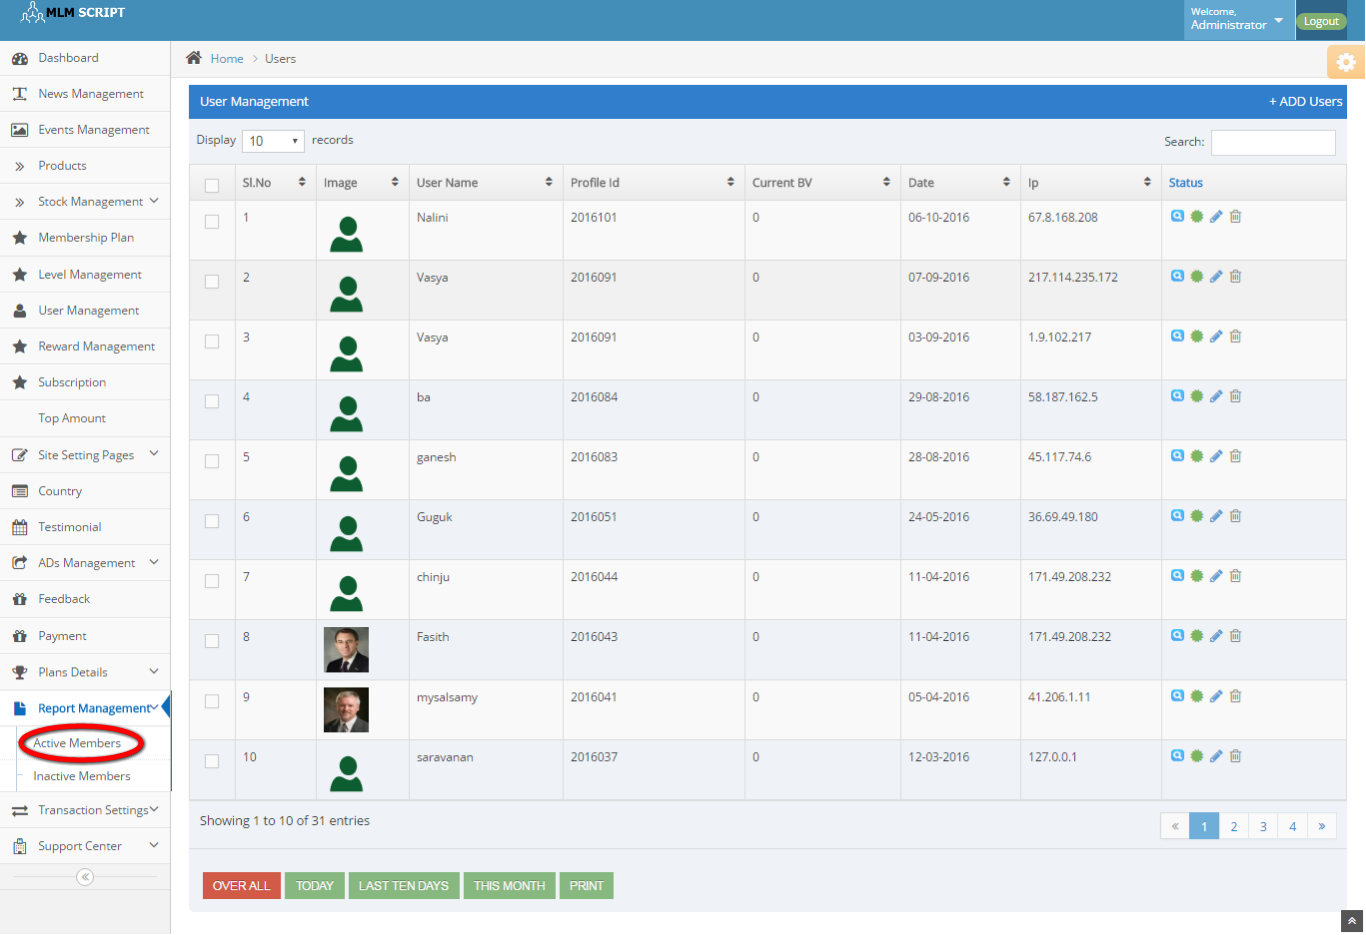 MLM SCRIPT
Welcome,
Administrator
Logout
Dashboard
News Management
Events Management
Products
Stock Management
Membership Plan
Level Management
User Management
Reward Management
Subscription
Top Amount
Site Setting Pages
Country
Testimonial
ADs Management
Feedback
Payment
Plans Details
Report Management
Active Members
Inactive Members
Transaction Settings
Support Center
Home > Users
User Management + ADD Users
Display 10 records Search:
Sl.No Image User Name Profile Id Current BV Date Ip Status
1 Nalini 2016101 0 06-10-2016 67.8.168.208
2 Vasya 2016091 0 07-09-2016 217.114.235.172
3 Vasya 2016091 0 03-09-2016 1.9.102.217
4 ba 2016084 0 29-08-2016 58.187.162.5
5 ganesh 2016083 0 28-08-2016 45.117.74.6
6 Guguk 2016051 0 24-05-2016 36.69.49.180
7 chinju 2016044 0 11-04-2016 171.49.208.232
8 Fasith 2016043 0 11-04-2016 171.49.208.232
9 mysalsamy 2016041 0 05-04-2016 41.206.1.11
10 saravanan 2016037 0 12-03-2016 127.0.0.1
Showing 1 to 10 of 31 entries « 1 2 3 4 »
OVER ALL TODAY LAST TEN DAYS THIS MONTH PRINT